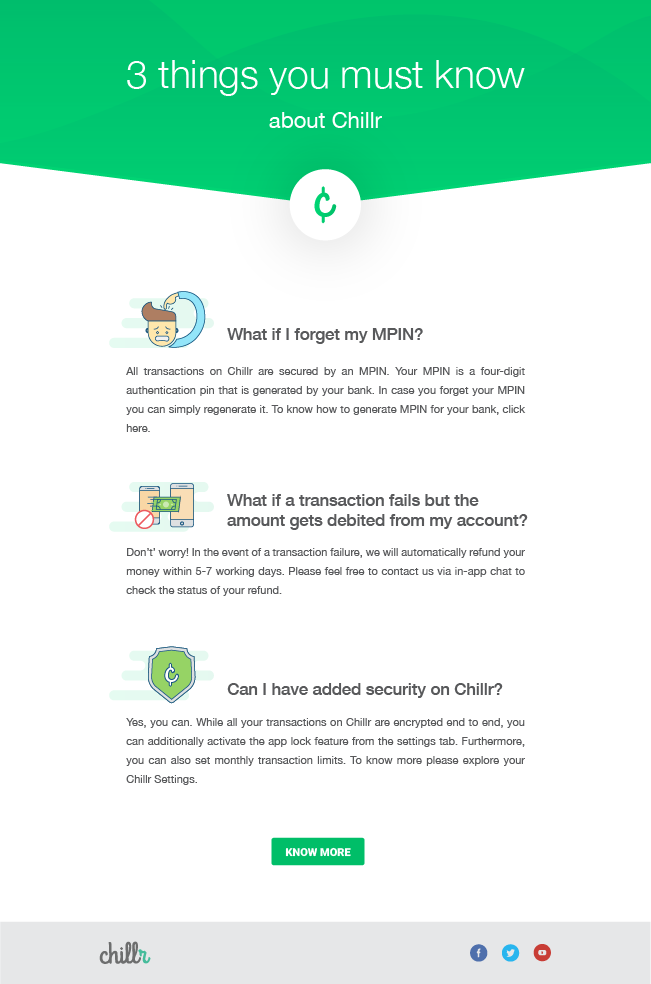 3 things you must know
about Chillr
What if I forget my MPIN?
All transactions on Chillr are secured by an MPIN. Your MPIN is a four-digit
authentication pin that is generated by your bank. In case you forget your MPIN
you can simply regenerate it. To know how to generate MPIN for your bank, click
here.
What if a transaction fails but the
amount gets debited from my account?
Don't' worry! In the event of a transaction failure, we will automatically refund your
money within 5-7 working days. Please feel free to contact us via in-app chat to
check the status of your refund.
Can I have added security on Chillr?
Yes, you can. While all your transactions on Chillr are encrypted end to end, you
can additionally activate the app lock feature from the settings tab. Furthermore,
you can also set monthly transaction limits. To know more please explore your
Chillr Settings.
KNOW MORE
chillr